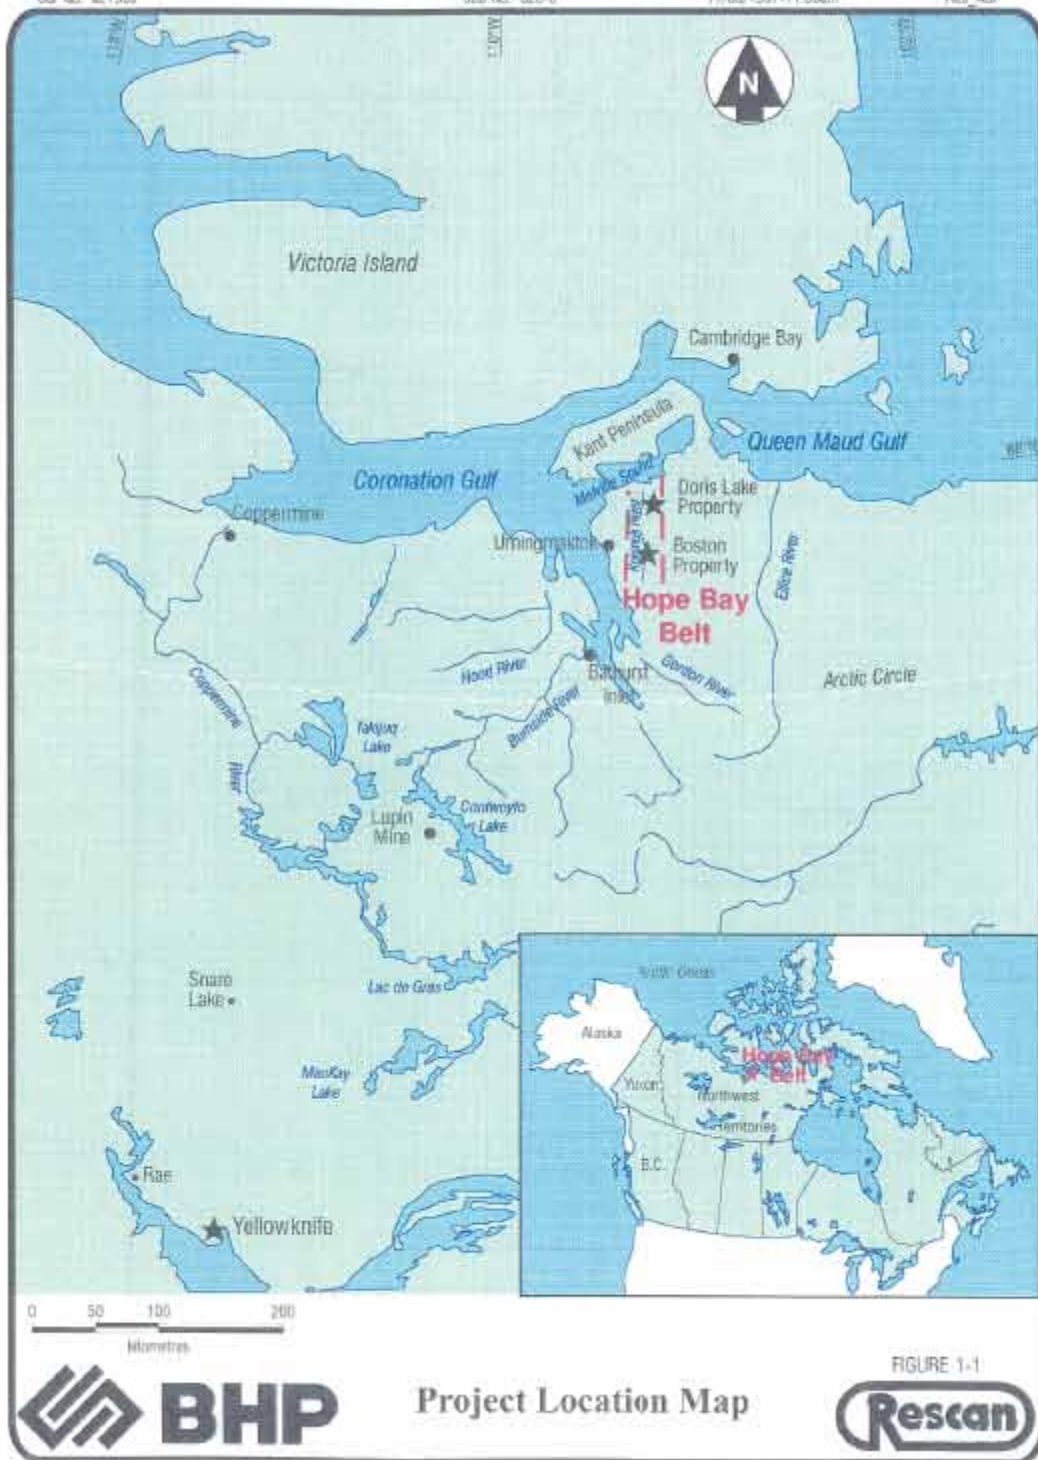 Victoria Island
N
Cambridge Bay
Kent Peninsula
Queen Maud Gulf
Coronation Gulf
Melville Sound
Doris Lake
Property
Coppermine
Umingmaktok
Boston
Property
Ellice River
Hope Bay
Belt
Hood River
Bathurst
Inlet
Gordon River
Arctic Circle
Coppermine
River
Burnside River
Lake
Contwoyto
Lake
Lupin
Mine
Snare
Lake
Lac de Gras
MacKay
Lake
Rae
Yellowknife
Alaska
Yukon
Hope Bay
Belt
Northwest
Territories
B.C.
0 50 100 200
kilometres
BHP
Project Location Map
FIGURE 1-1
Rescan